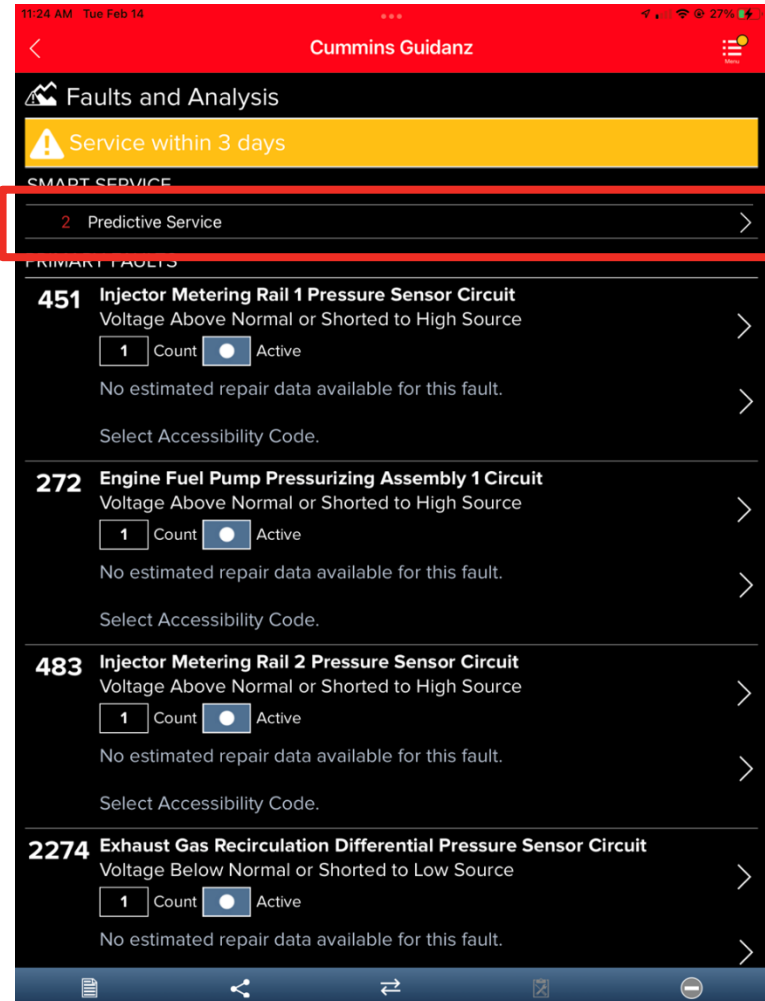 11:24 AM Tue Feb 14
27%
Cummins Guidanz
Menu
Faults and Analysis
Service within 3 days
SMART SERVICE
2 Predictive Service
PRIMARY FAULTS
451 Injector Metering Rail 1 Pressure Sensor Circuit
Voltage Above Normal or Shorted to High Source
1 Count Active
No estimated repair data available for this fault.
Select Accessibility Code.
272 Engine Fuel Pump Pressurizing Assembly 1 Circuit
Voltage Above Normal or Shorted to High Source
1 Count Active
No estimated repair data available for this fault.
Select Accessibility Code.
483 Injector Metering Rail 2 Pressure Sensor Circuit
Voltage Above Normal or Shorted to High Source
1 Count Active
No estimated repair data available for this fault.
Select Accessibility Code.
2274 Exhaust Gas Recirculation Differential Pressure Sensor Circuit
Voltage Below Normal or Shorted to Low Source
1 Count Active
No estimated repair data available for this fault.